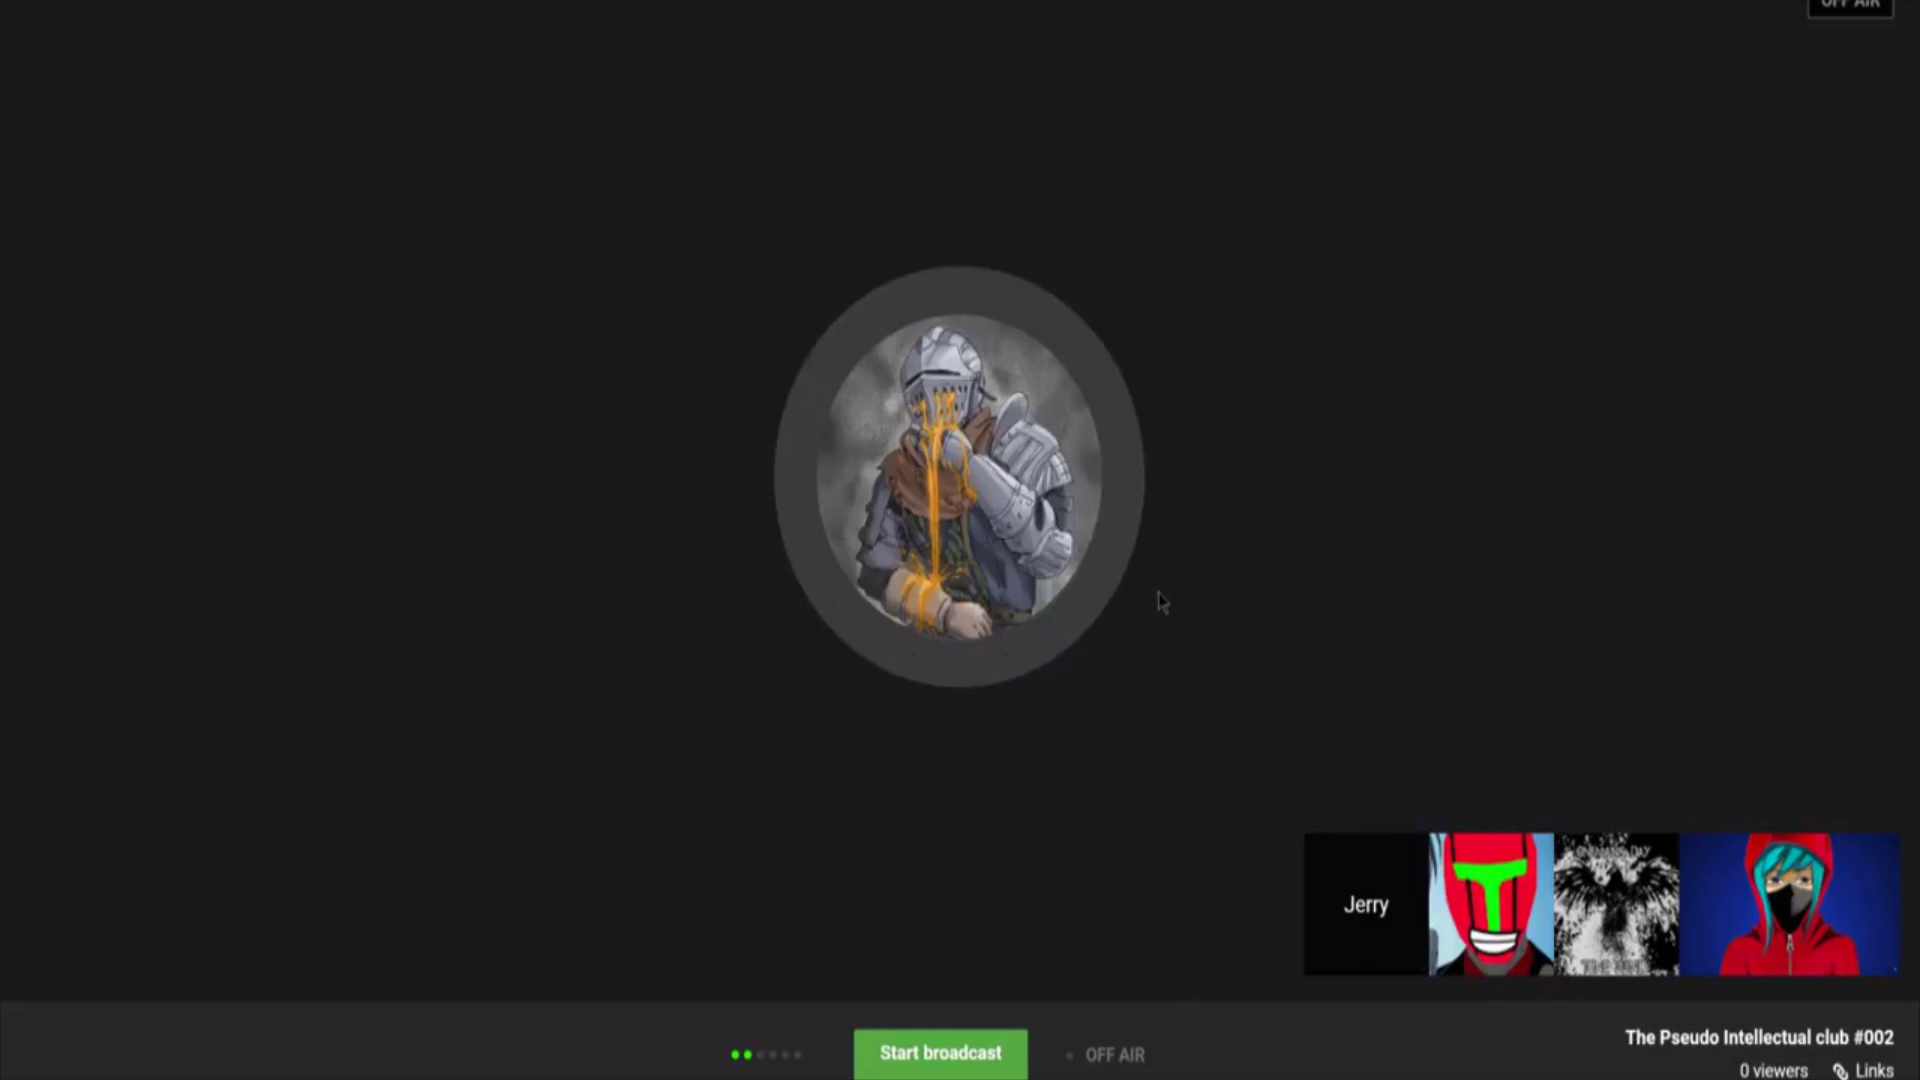 OFF AIR
Jerry
Start broadcast
OFF AIR
The Pseudo Intellectual club #002
0 viewers
Links